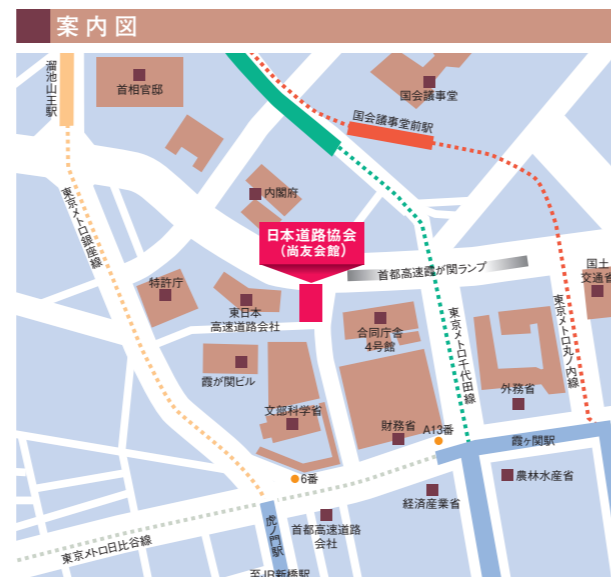 案内図
溜池山王駅
首相官邸
国会議事堂
国会議事堂前駅
内閣府
東京メトロ銀座線
日本道路協会
（尚友会館）
首都高速霞が関ランプ
国土
交通省
特許庁
東日本
高速道路会社
合同庁舎
4号館
東京メトロ千代田線
東京メトロ丸ノ内線
霞が関ビル
外務省
文部科学省
財務省
A13番
霞ヶ関駅
6番
農林水産省
経済産業省
虎ノ門駅
首都高速道路
会社
東京メトロ日比谷線
至JR新橋駅